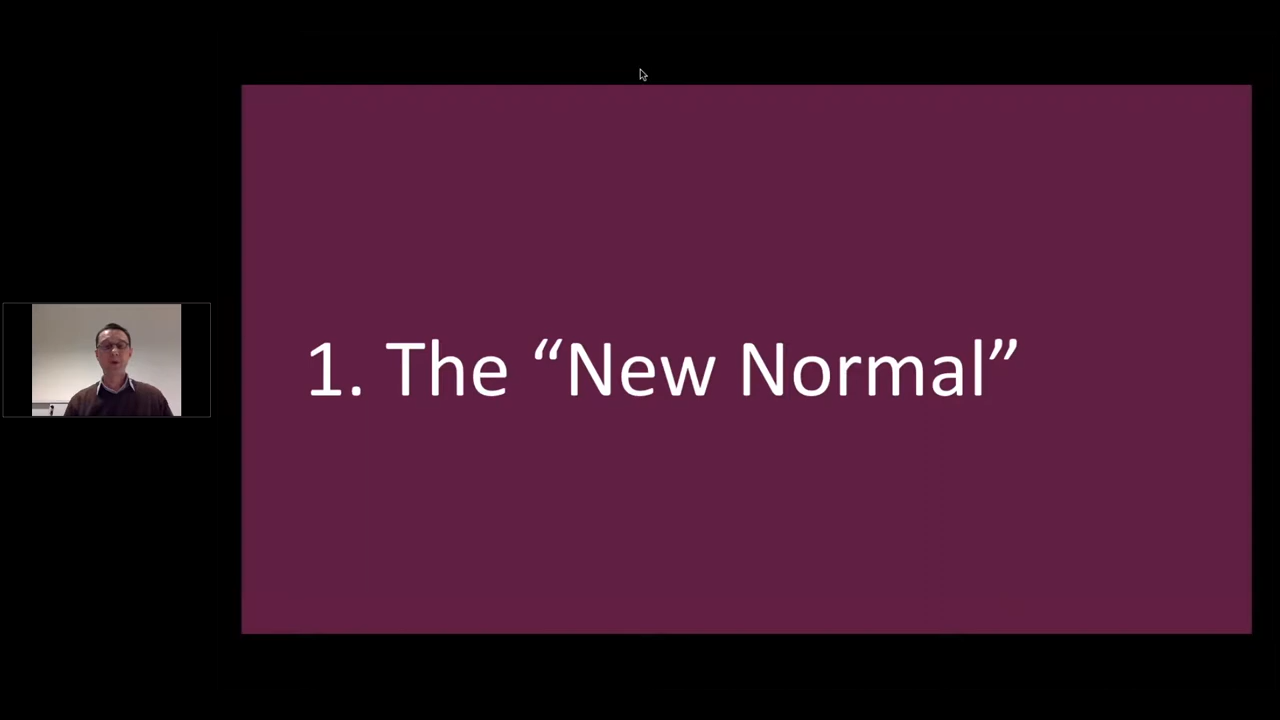 1. The “New Normal”